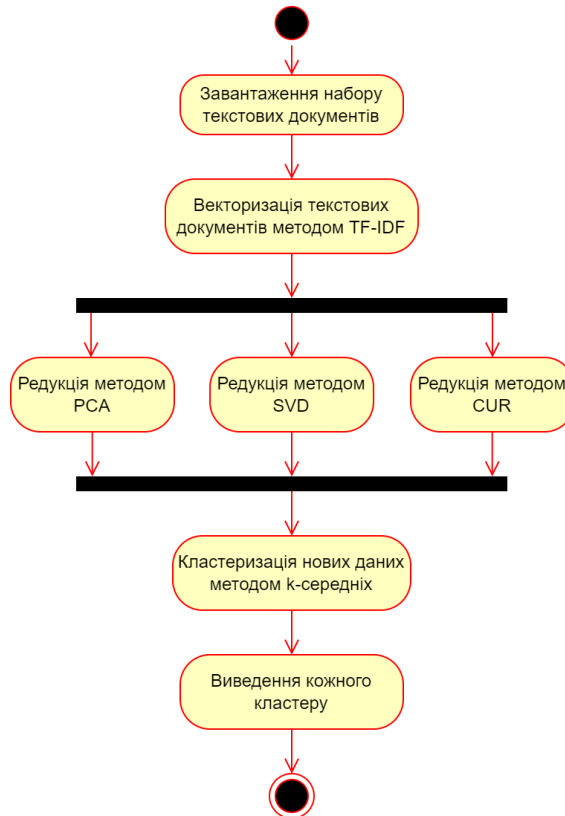 Завантаження набору
текстових документів
Векторизація текстових
документів методом TF-IDF
Редукція методом
PCA
Редукція методом
SVD
Редукція методом
CUR
Кластеризація нових даних
методом k-середніх
Виведення кожного
кластеру